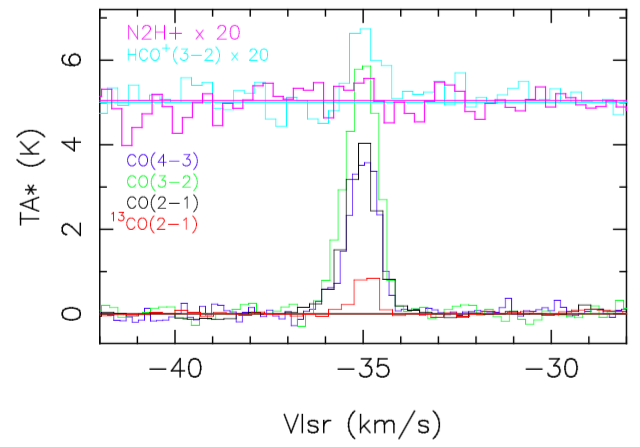 N2H+ x 20
HCO⁺(3−2) x 20
6
4
2
0
TA* (K)
CO(4−3)
CO(3−2)
CO(2−1)
¹³CO(2−1)
−40
−35
−30
Vlsr (km/s)